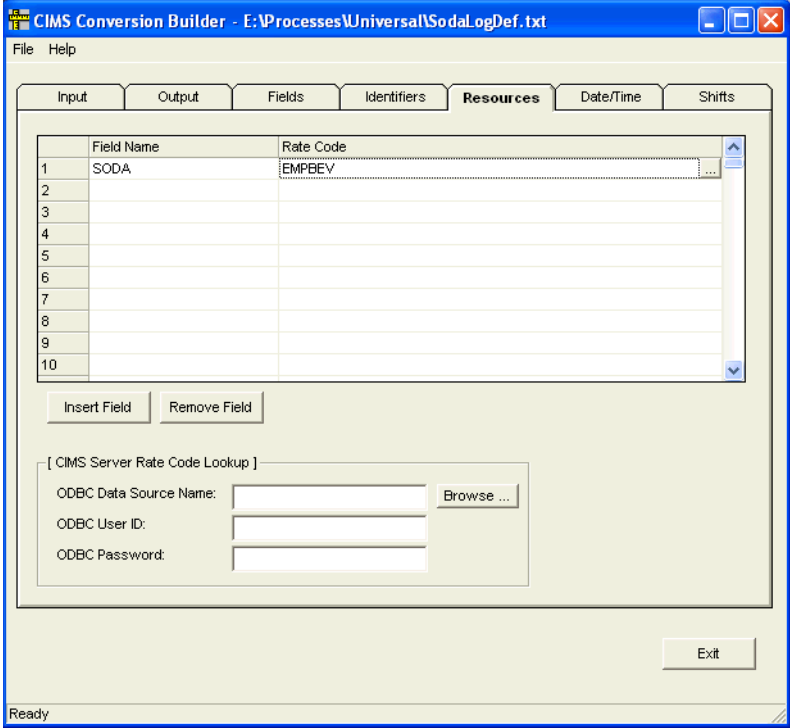 CIMS Conversion Builder - E:\Processes\Universal\SodaLogDef.txt
File Help
Input Output Fields Identifiers Resources Date/Time Shifts
Field Name Rate Code
1 SODA EMPBEV ...
2
3
4
5
6
7
8
9
10
Insert Field Remove Field
[ CIMS Server Rate Code Lookup ]
ODBC Data Source Name: Browse ...
ODBC User ID:
ODBC Password:
Exit
Ready